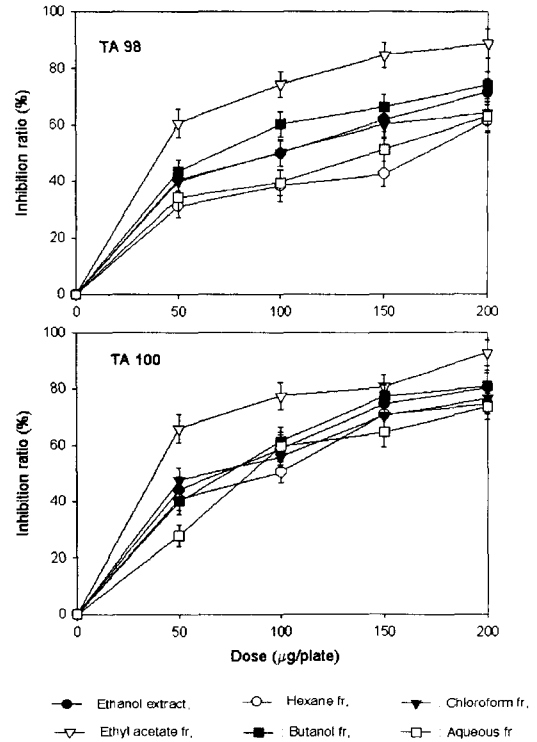 TA 98
Inhibition ratio (%)
100
80
60
40
20
0
0 50 100 150 200
TA 100
Inhibition ratio (%)
100
80
60
40
20
0
0 50 100 150 200
Dose (μg/plate)
: Ethanol extract, : Hexane fr, : Chloroform fr,
: Ethyl acetate fr, : Butanol fr, : Aqueous fr